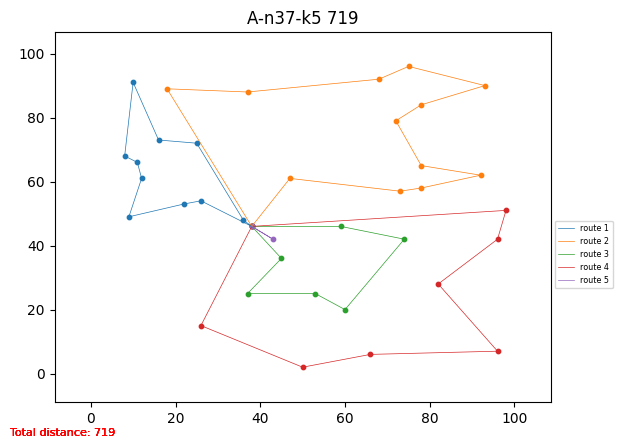 A-n37-k5 719
100
80
60
40
20
0
0 20 40 60 80 100
route 1
route 2
route 3
route 4
route 5
Total distance: 719